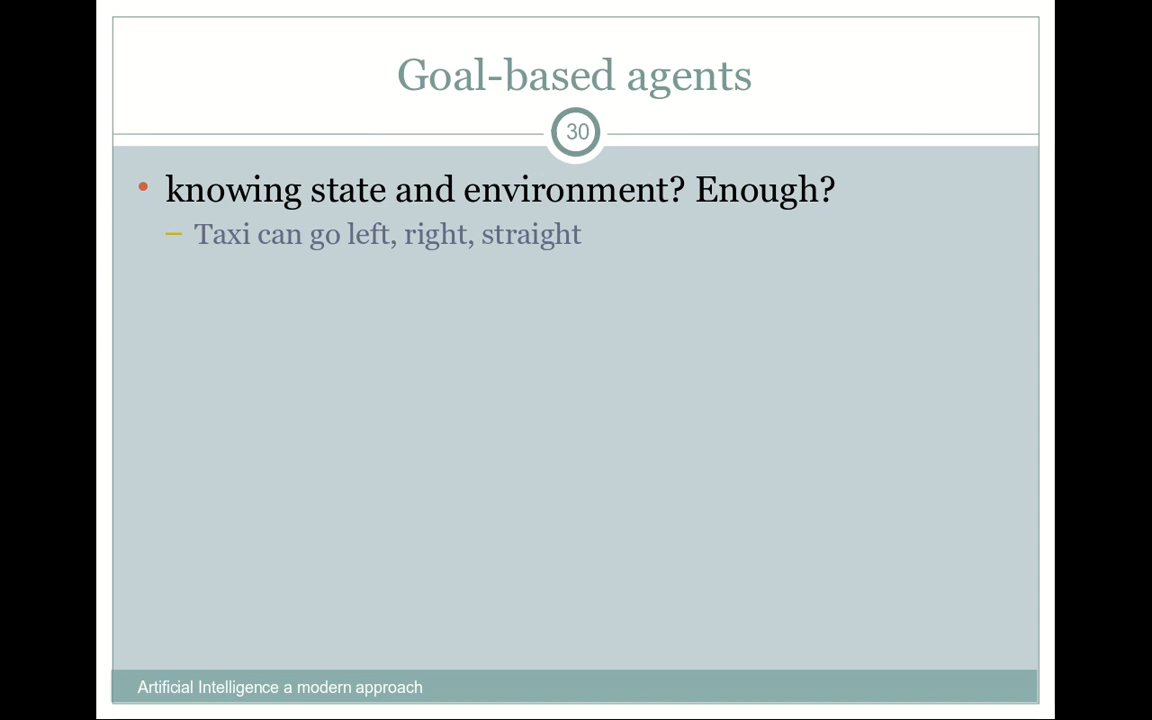 Goal-based agents
30
• knowing state and environment? Enough?
– Taxi can go left, right, straight
Artificial Intelligence a modern approach